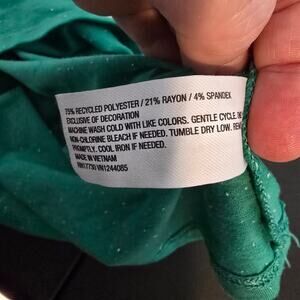 75% RECYCLED POLYESTER / 21% RAYON / 4% SPANDEX
EXCLUSIVE OF DECORATION
MACHINE WASH COLD WITH LIKE COLORS. GENTLE CYCLE.
NON-CHLORINE BLEACH IF NEEDED. TUMBLE DRY LOW.
PROMPTLY. COOL IRON IF NEEDED.
MADE IN VIETNAM
VN1244085